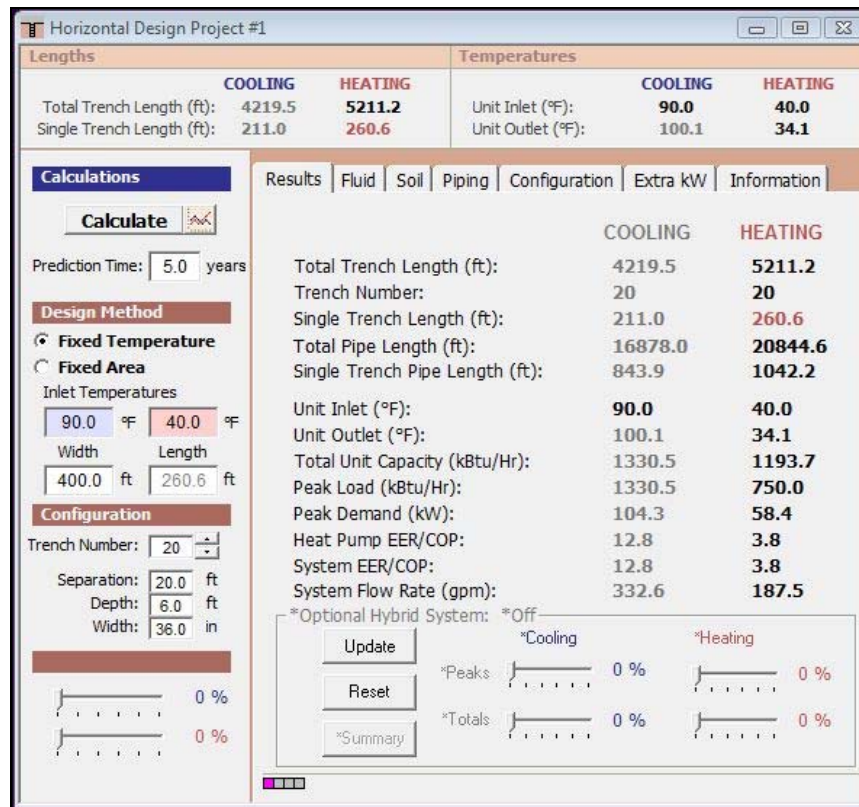 Horizontal Design Project #1
Lengths
Temperatures
COOLING HEATING
Total Trench Length (ft): 4219.5 5211.2
Single Trench Length (ft): 211.0 260.6
COOLING HEATING
Unit Inlet (ºF): 90.0 40.0
Unit Outlet (ºF): 100.1 34.1
Calculations
Calculate
Prediction Time: 5.0 years
Design Method
Fixed Temperature
Fixed Area
Inlet Temperatures
90.0 ºF 40.0 ºF
Width Length
400.0 ft 260.6 ft
Configuration
Trench Number: 20
Separation: 20.0 ft
Depth: 6.0 ft
Width: 36.0 in
0 %
0 %
Results Fluid Soil Piping Configuration Extra kW Information
COOLING HEATING
Total Trench Length (ft): 4219.5 5211.2
Trench Number: 20 20
Single Trench Length (ft): 211.0 260.6
Total Pipe Length (ft): 16878.0 20844.6
Single Trench Pipe Length (ft): 843.9 1042.2
Unit Inlet (ºF): 90.0 40.0
Unit Outlet (ºF): 100.1 34.1
Total Unit Capacity (kBtu/Hr): 1330.5 1193.7
Peak Load (kBtu/Hr): 1330.5 750.0
Peak Demand (kW): 104.3 58.4
Heat Pump EER/COP: 12.8 3.8
System EER/COP: 12.8 3.8
System Flow Rate (gpm): 332.6 187.5
*Optional Hybrid System: *Off
Update *Cooling *Heating
*Peaks 0 % 0 %
Reset
*Totals 0 % 0 %
*Summary